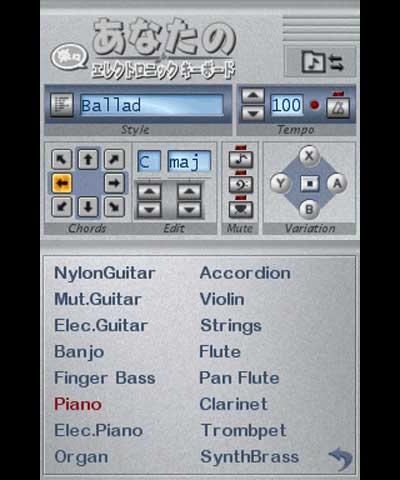 あなたの
エレクトロニック キーボード
Ballad
100
Style
Tempo
C maj
X
Y A
B
Chords
Edit
Mute
Variation
NylonGuitar Accordion
Mut.Guitar Violin
Elec.Guitar Strings
Banjo Flute
Finger Bass Pan Flute
Piano Clarinet
Elec.Piano Trombpet
Organ SynthBrass